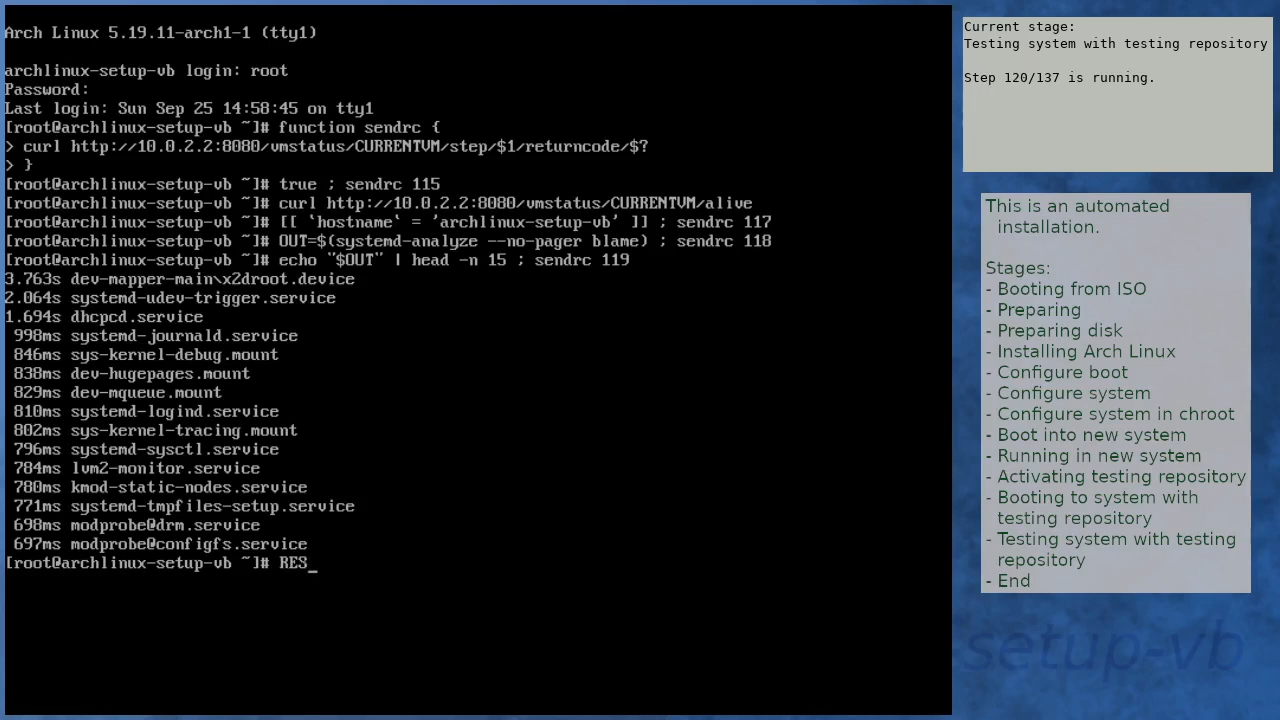 Arch Linux 5.19.11-arch1-1 (tty1)
archlinux-setup-vb login: root
Password:
Last login: Sun Sep 25 14:58:45 on tty1
[root@archlinux-setup-vb ~]# function sendrc {
> curl http://10.0.2.2:8080/vmstatus/CURRENTVM/step/$1/returncode/$?
> }
[root@archlinux-setup-vb ~]# true ; sendrc 115
[root@archlinux-setup-vb ~]# curl http://10.0.2.2:8080/vmstatus/CURRENTVM/alive
[root@archlinux-setup-vb ~]# [[ `hostname` = 'archlinux-setup-vb' ]] ; sendrc 117
[root@archlinux-setup-vb ~]# OUT=$(systemd-analyze --no-pager blame) ; sendrc 118
[root@archlinux-setup-vb ~]# echo "$OUT" | head -n 15 ; sendrc 119
3.763s dev-mapper-main\x2droot.device
2.064s systemd-udev-trigger.service
1.694s dhcpcd.service
998ms systemd-journald.service
846ms sys-kernel-debug.mount
838ms dev-hugepages.mount
829ms dev-mqueue.mount
810ms systemd-logind.service
802ms sys-kernel-tracing.mount
796ms systemd-sysctl.service
784ms lvm2-monitor.service
780ms kmod-static-nodes.service
771ms systemd-tmpfiles-setup.service
698ms modprobe@drm.service
697ms modprobe@configfs.service
[root@archlinux-setup-vb ~]# RES_
Current stage:
Testing system with testing repository
Step 120/137 is running.
This is an automated
installation.
Stages:
- Booting from ISO
- Preparing
- Preparing disk
- Installing Arch Linux
- Configure boot
- Configure system
- Configure system in chroot
- Boot into new system
- Running in new system
- Activating testing repository
- Booting to system with
testing repository
- Testing system with testing
repository
- End
setup-vb